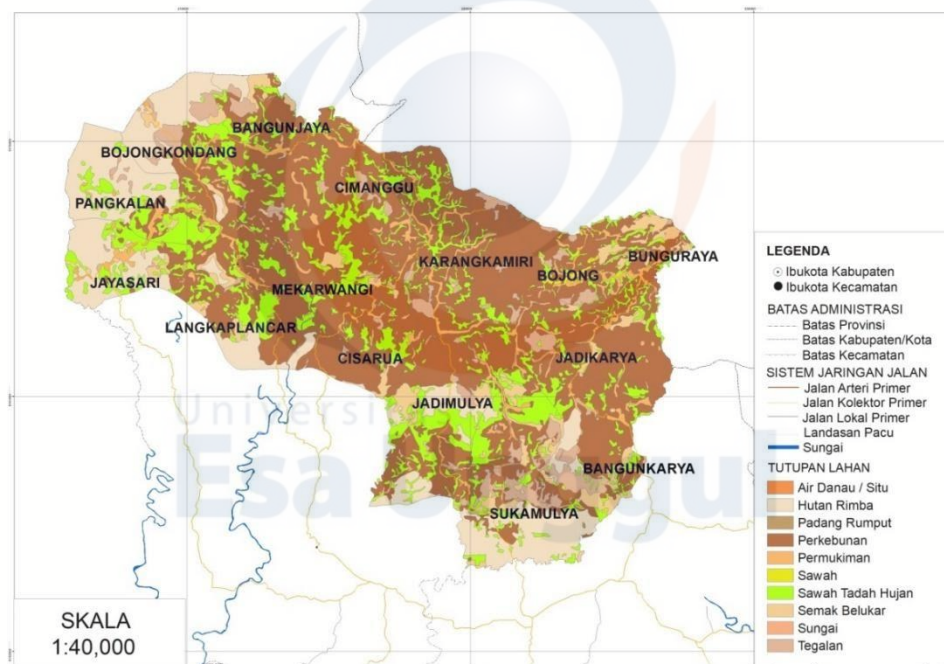 BANGUNJAYA
BOJONGKONDANG
CIMANGGU
PANGKALAN
KARANGKAMIRI
BUNGURAYA
BOJONG
JAYASARI
MEKARWANGI
LANGKAPLANCAR
CISARUA
JADIKARYA
JADIMULYA
BANGUNKARYA
SUKAMULYA
Universi
Esa Unggul
SKALA
1:40,000
LEGENDA
Ibukota Kabupaten
Ibukota Kecamatan
BATAS ADMINISTRASI
Batas Provinsi
Batas Kabupaten/Kota
Batas Kecamatan
SISTEM JARINGAN JALAN
Jalan Arteri Primer
Jalan Kolektor Primer
Jalan Lokal Primer
Landasan Pacu
Sungai
TUTUPAN LAHAN
Air Danau / Situ
Hutan Rimba
Padang Rumput
Perkebunan
Permukiman
Sawah
Sawah Tadah Hujan
Semak Belukar
Sungai
Tegalan